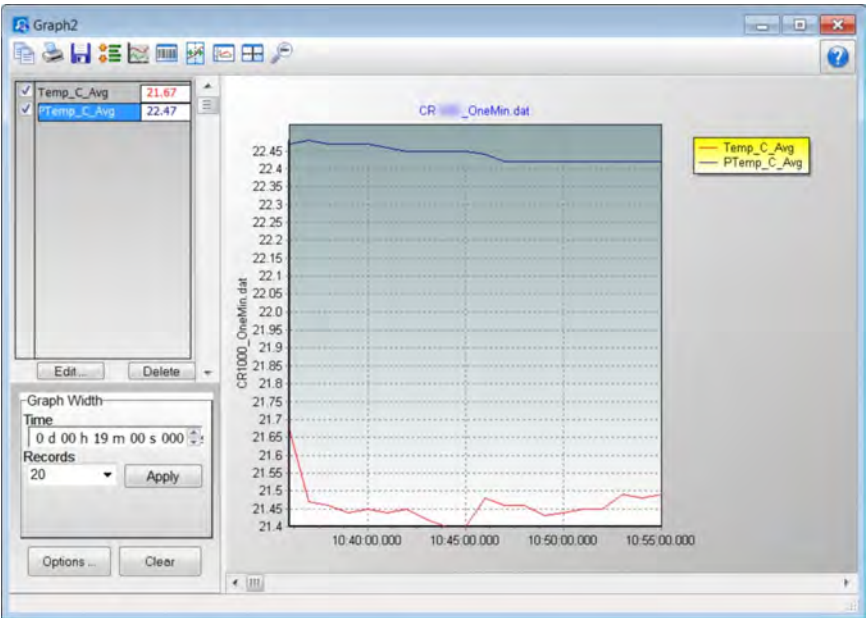 Graph2
Temp_C_Avg 21.67
PTemp_C_Avg 22.47
Edit ...
Delete
Graph Width
Time
0 d 00 h 19 m 00 s 000
Records
20
Apply
Options ...
Clear
CR _OneMin.dat
CR1000_OneMin.dat
22.45
22.4
22.35
22.3
22.25
22.2
22.15
22.1
22.05
22.0
21.95
21.9
21.85
21.8
21.75
21.7
21.65
21.6
21.55
21.5
21.45
21.4
10:40:00.000 10:45:00.000 10:50:00.000 10:55:00.000
Temp_C_Avg
PTemp_C_Avg